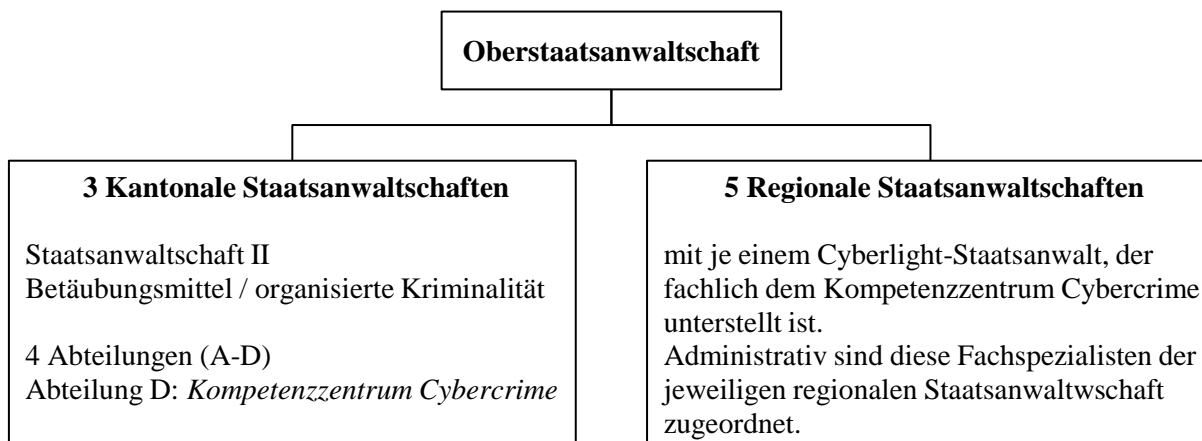 Oberstaatsanwaltschaft
3 Kantonale Staatsanwaltschaften
Staatsanwaltschaft II
Betäubungsmittel / organisierte Kriminalität
4 Abteilungen (A-D)
Abteilung D: Kompetenzzentrum Cybercrime
5 Regionale Staatsanwaltschaften
mit je einem Cyberlight-Staatsanwalt, der
fachlich dem Kompetenzzentrum Cybercrime
unterstellt ist.
Administrativ sind diese Fachspezialisten der
jeweiligen regionalen Staatsanwaltwschaft
zugeordnet.